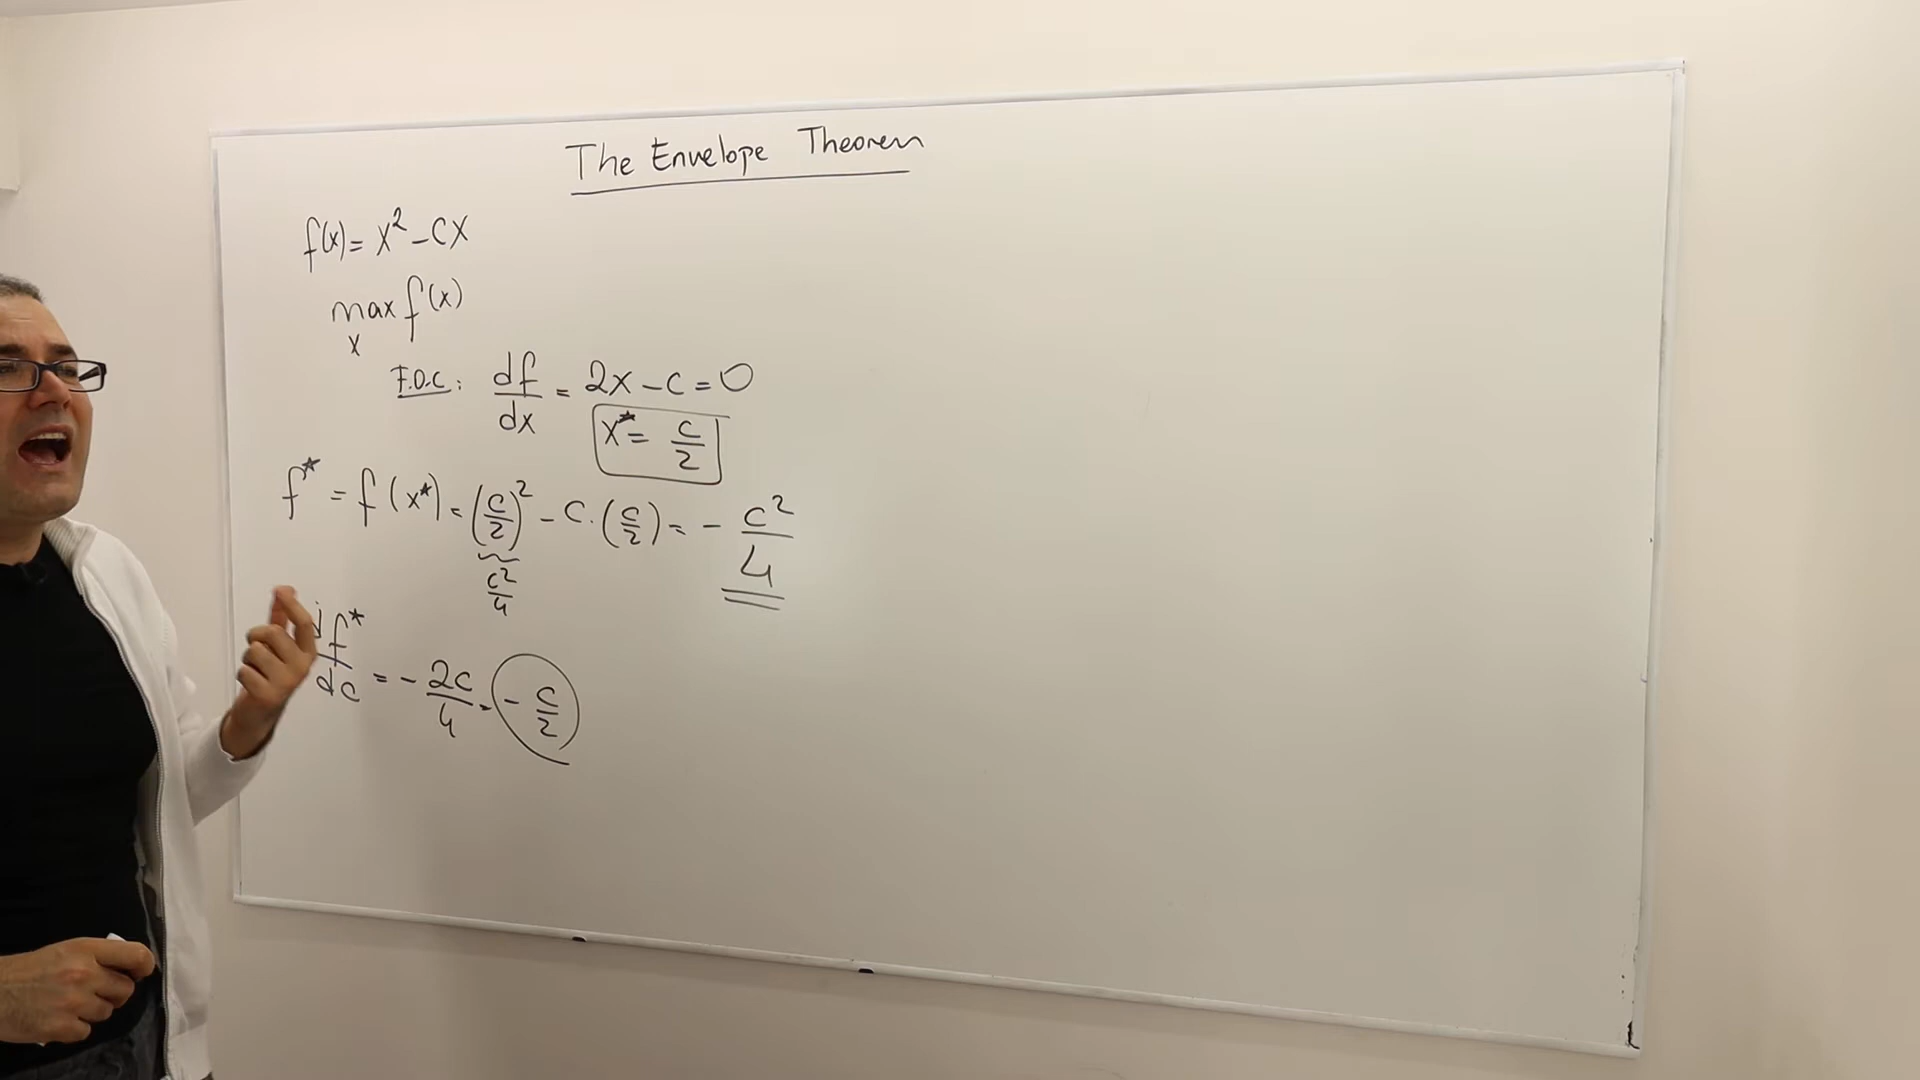 The Envelope Theorem
f(x) = x² - cx
max f(x)
x
F.O.C.: df/dx = 2x - c = 0
x* = c/2
f* = f(x*) = (c/2)² - c·(c/2) = - c²/4
c²/4
df*/dc = - 2c/4 = - c/2